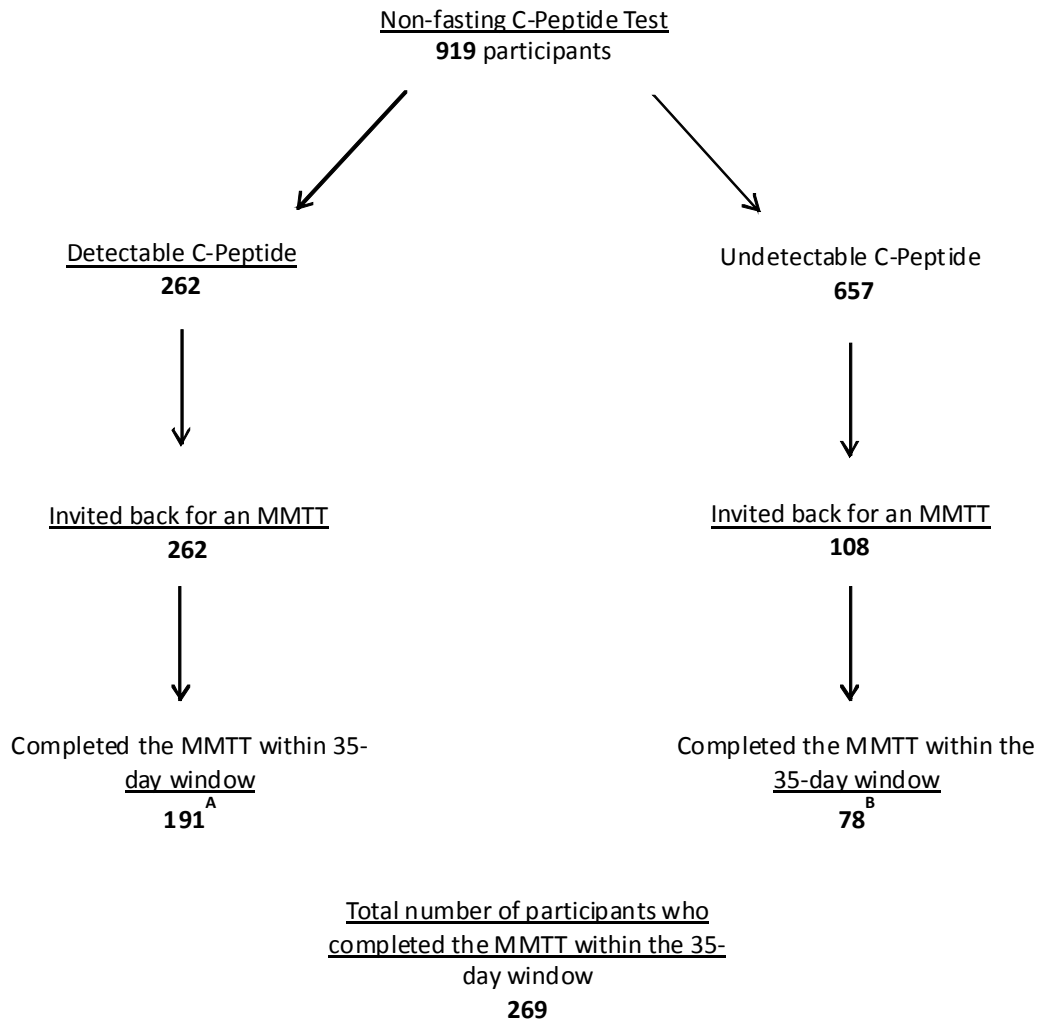 Non-fasting C-Peptide Test
919 participants
Detectable C-Peptide
262
Undetectable C-Peptide
657
Invited back for an MMTT
262
Invited back for an MMTT
108
Completed the MMTT within 35-
day window
191A
Completed the MMTT within the
35-day window
78B
Total number of participants who
completed the MMTT within the 35-
day window
269